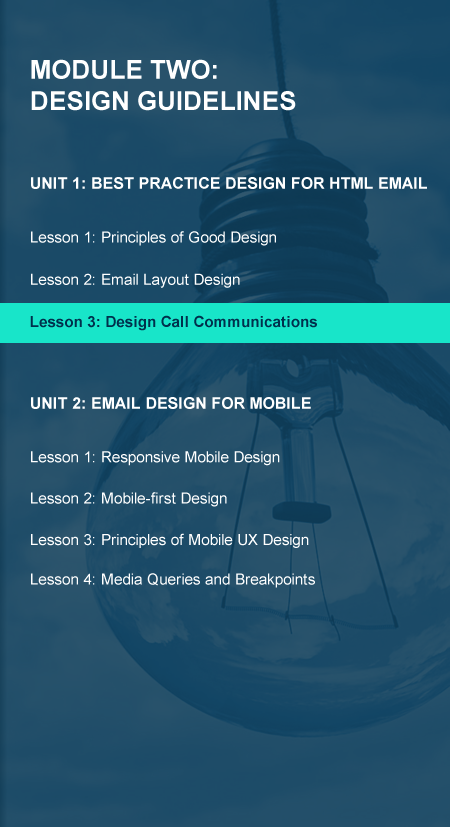 MODULE TWO:
DESIGN GUIDELINES
UNIT 1: BEST PRACTICE DESIGN FOR HTML EMAIL
Lesson 1: Principles of Good Design
Lesson 2: Email Layout Design
Lesson 3: Design Call Communications
UNIT 2: EMAIL DESIGN FOR MOBILE
Lesson 1: Responsive Mobile Design
Lesson 2: Mobile-first Design
Lesson 3: Principles of Mobile UX Design
Lesson 4: Media Queries and Breakpoints